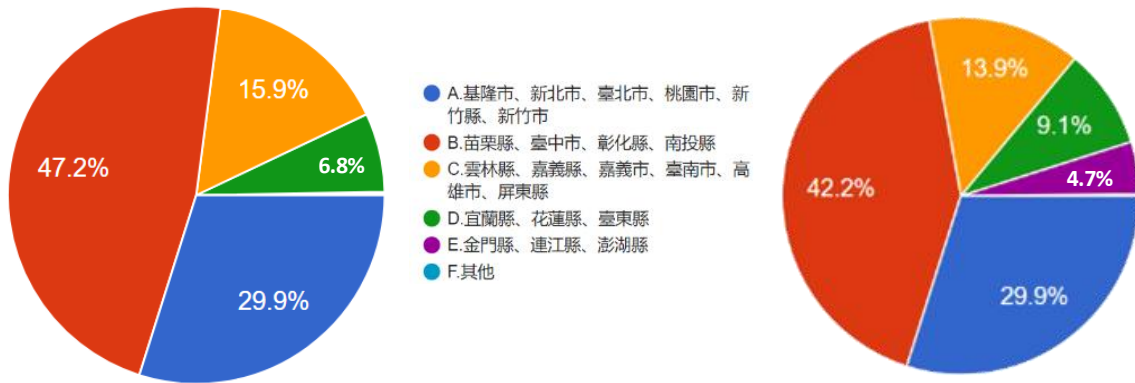 15.9%
47.2%
6.8%
29.9%
A.基隆市、新北市、臺北市、桃園市、新
竹縣、新竹市
B.苗栗縣、臺中市、彰化縣、南投縣
C.雲林縣、嘉義縣、嘉義市、臺南市、高
雄市、屏東縣
D.宜蘭縣、花蓮縣、臺東縣
E.金門縣、連江縣、澎湖縣
F.其他
13.9%
9.1%
4.7%
42.2%
29.9%